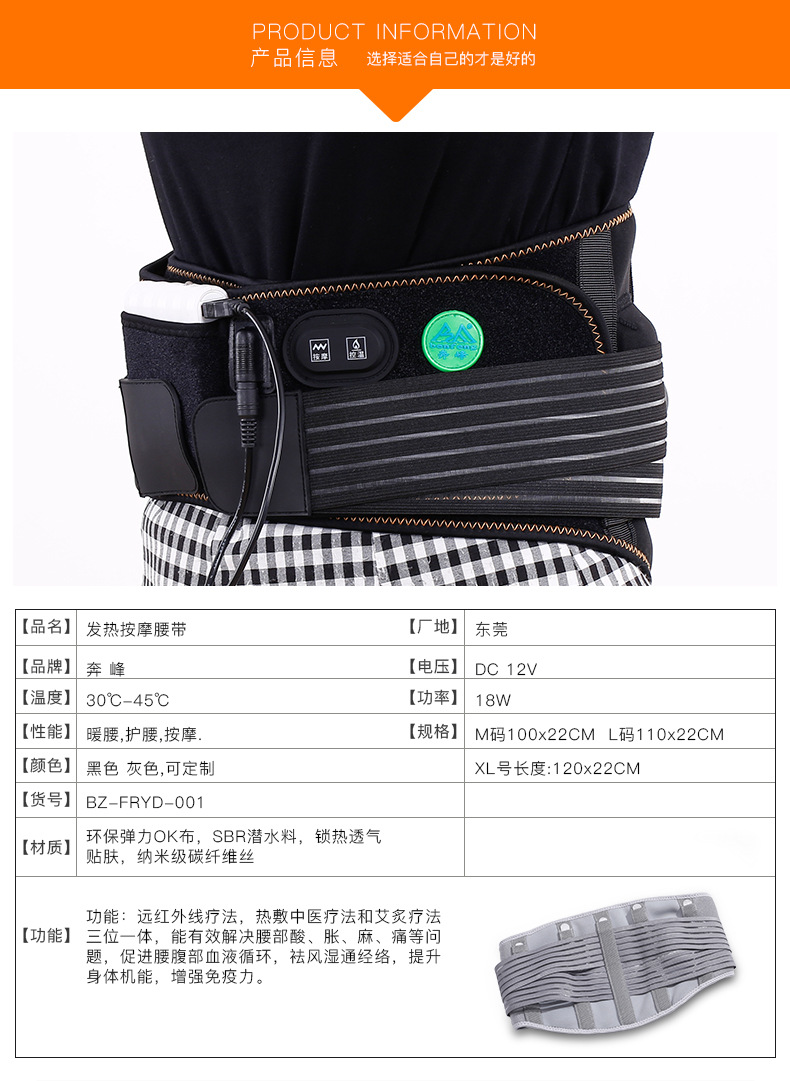 PRODUCT INFORMATION
产品信息 选择适合自己的才是好的
按摩 控温
【品名】 发热按摩腰带 【厂地】 东莞
【品牌】 奔 峰 【电压】 DC 12V
【温度】 30℃-45℃ 【功率】 18W
【性能】 暖腰,护腰,按摩. 【规格】 M码100x22CM L码110x22CM
【颜色】 黑色 灰色,可定制 XL号长度:120x22CM
【货号】 BZ-FRYD-001
【材质】 环保弹力OK布，SBR潜水料，锁热透气
贴肤，纳米级碳纤维丝
【功能】 功能：远红外线疗法，热敷中医疗法和艾炙疗法
三位一体，能有效解决腰部酸、胀、麻、痛等问
题，促进腰腹部血液循环，祛风湿通经络，提升
身体机能，增强免疫力。